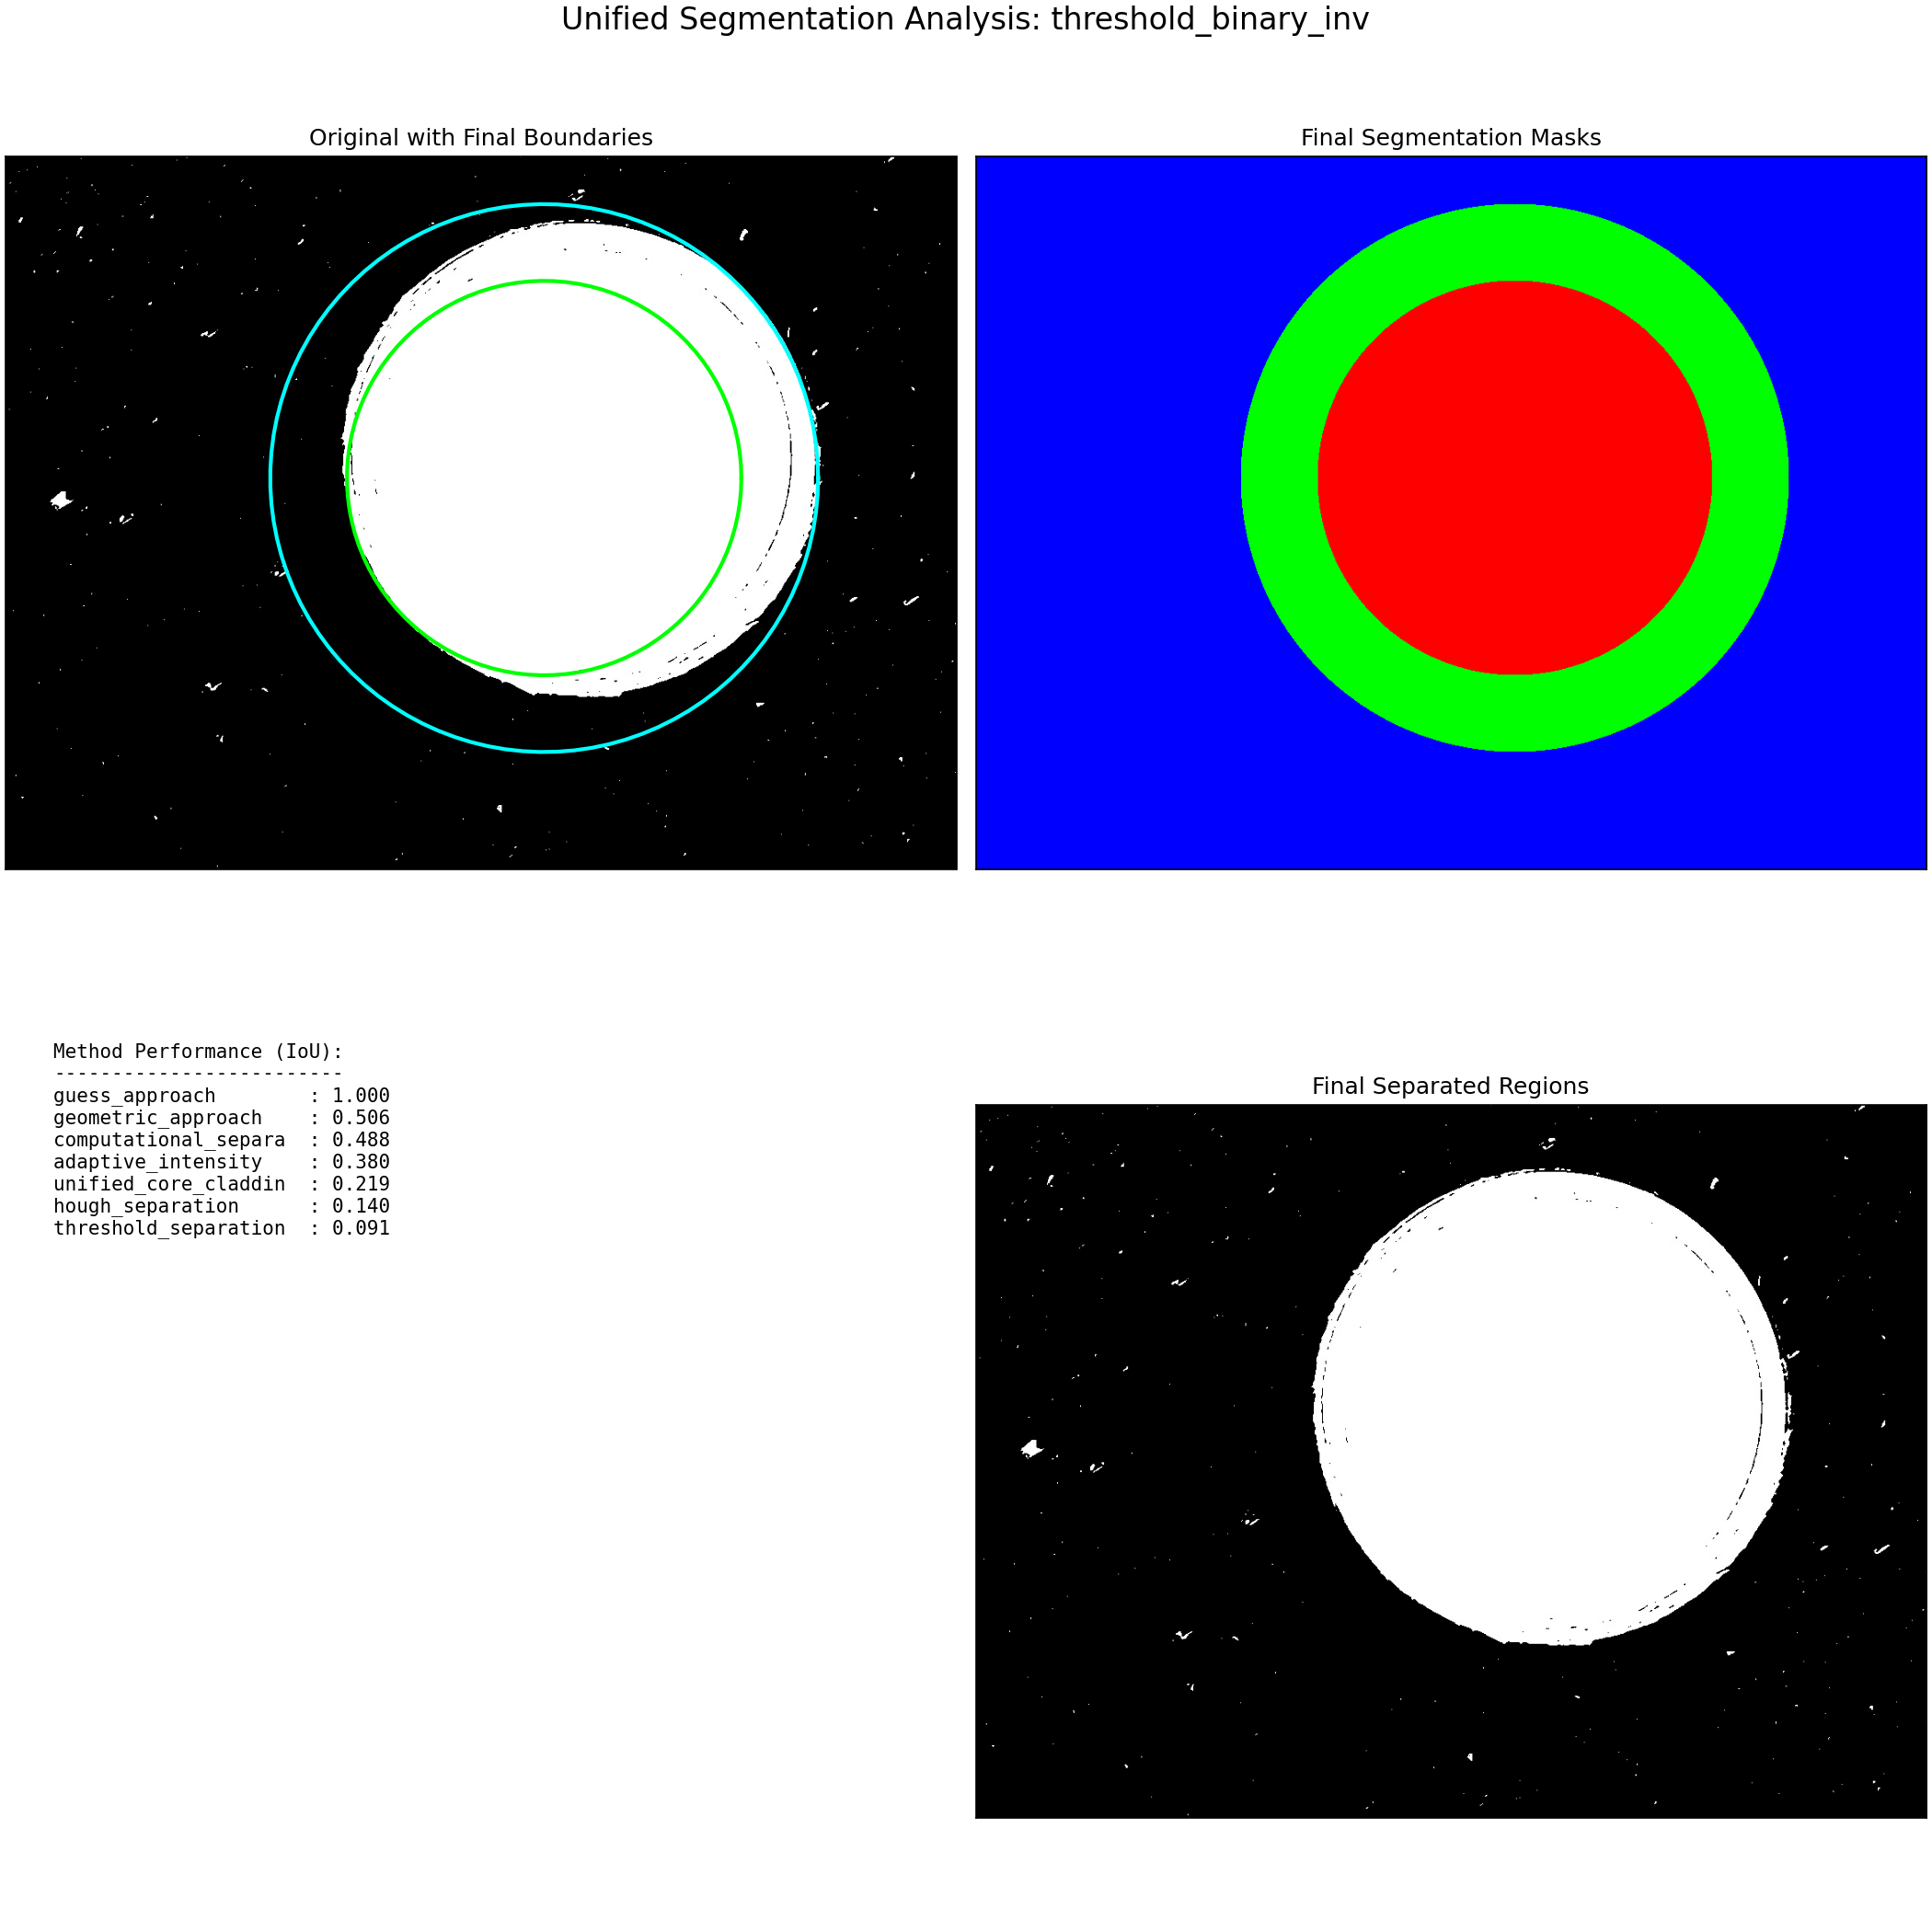 Unified Segmentation Analysis: threshold_binary_inv
Original with Final Boundaries
Final Segmentation Masks
Method Performance (IoU):
-------------------------
guess_approach        : 1.000
geometric_approach    : 0.506
computational_separa  : 0.488
adaptive_intensity    : 0.380
unified_core_claddin  : 0.219
hough_separation      : 0.140
threshold_separation  : 0.091
Final Separated Regions